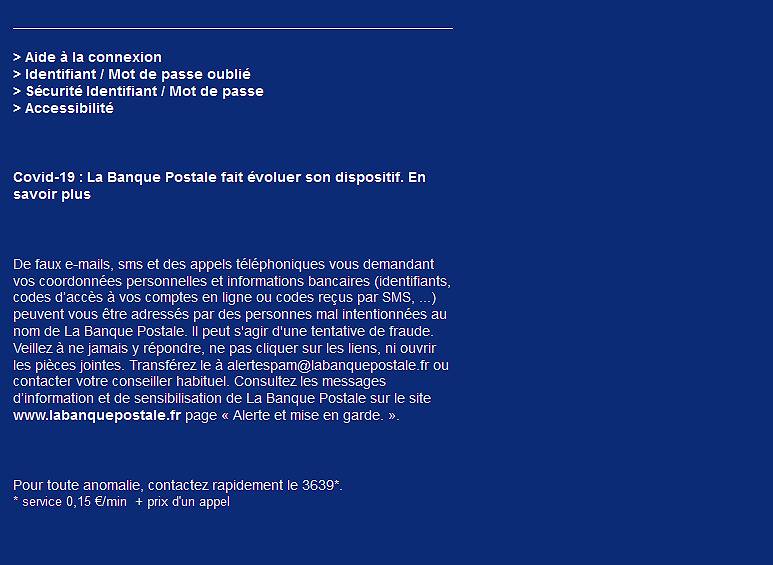 > Aide à la connexion
> Identifiant / Mot de passe oublié
> Sécurité Identifiant / Mot de passe
> Accessibilité
Covid-19 : La Banque Postale fait évoluer son dispositif. En
savoir plus
De faux e-mails, sms et des appels téléphoniques vous demandant
vos coordonnées personnelles et informations bancaires (identifiants,
codes d'accès à vos comptes en ligne ou codes reçus par SMS, ...)
peuvent vous être adressés par des personnes mal intentionnées au
nom de La Banque Postale. Il peut s'agir d'une tentative de fraude.
Veillez à ne jamais y répondre, ne pas cliquer sur les liens, ni ouvrir
les pièces jointes. Transférez le à alertespam@labanquepostale.fr ou
contacter votre conseiller habituel. Consultez les messages
d'information et de sensibilisation de La Banque Postale sur le site
www.labanquepostale.fr page « Alerte et mise en garde. ».
Pour toute anomalie, contactez rapidement le 3639*.
* service 0,15 €/min + prix d'un appel